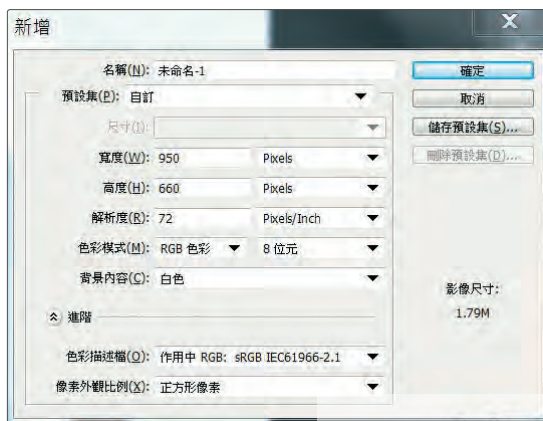 新增
名稱(N): 未命名-1
確定
預設集(P): 自訂
取消
尺寸(I):
儲存預設集(S)...
寬度(W): 950 Pixels
刪除預設集(D)...
高度(H): 660 Pixels
解析度(R): 72 Pixels/Inch
色彩模式(M): RGB 色彩 8 位元
背景內容(C): 白色
影像尺寸:
1.79M
進階
色彩描述檔(O): 作用中 RGB: sRGB IEC61966-2.1
像素外觀比例(X): 正方形像素